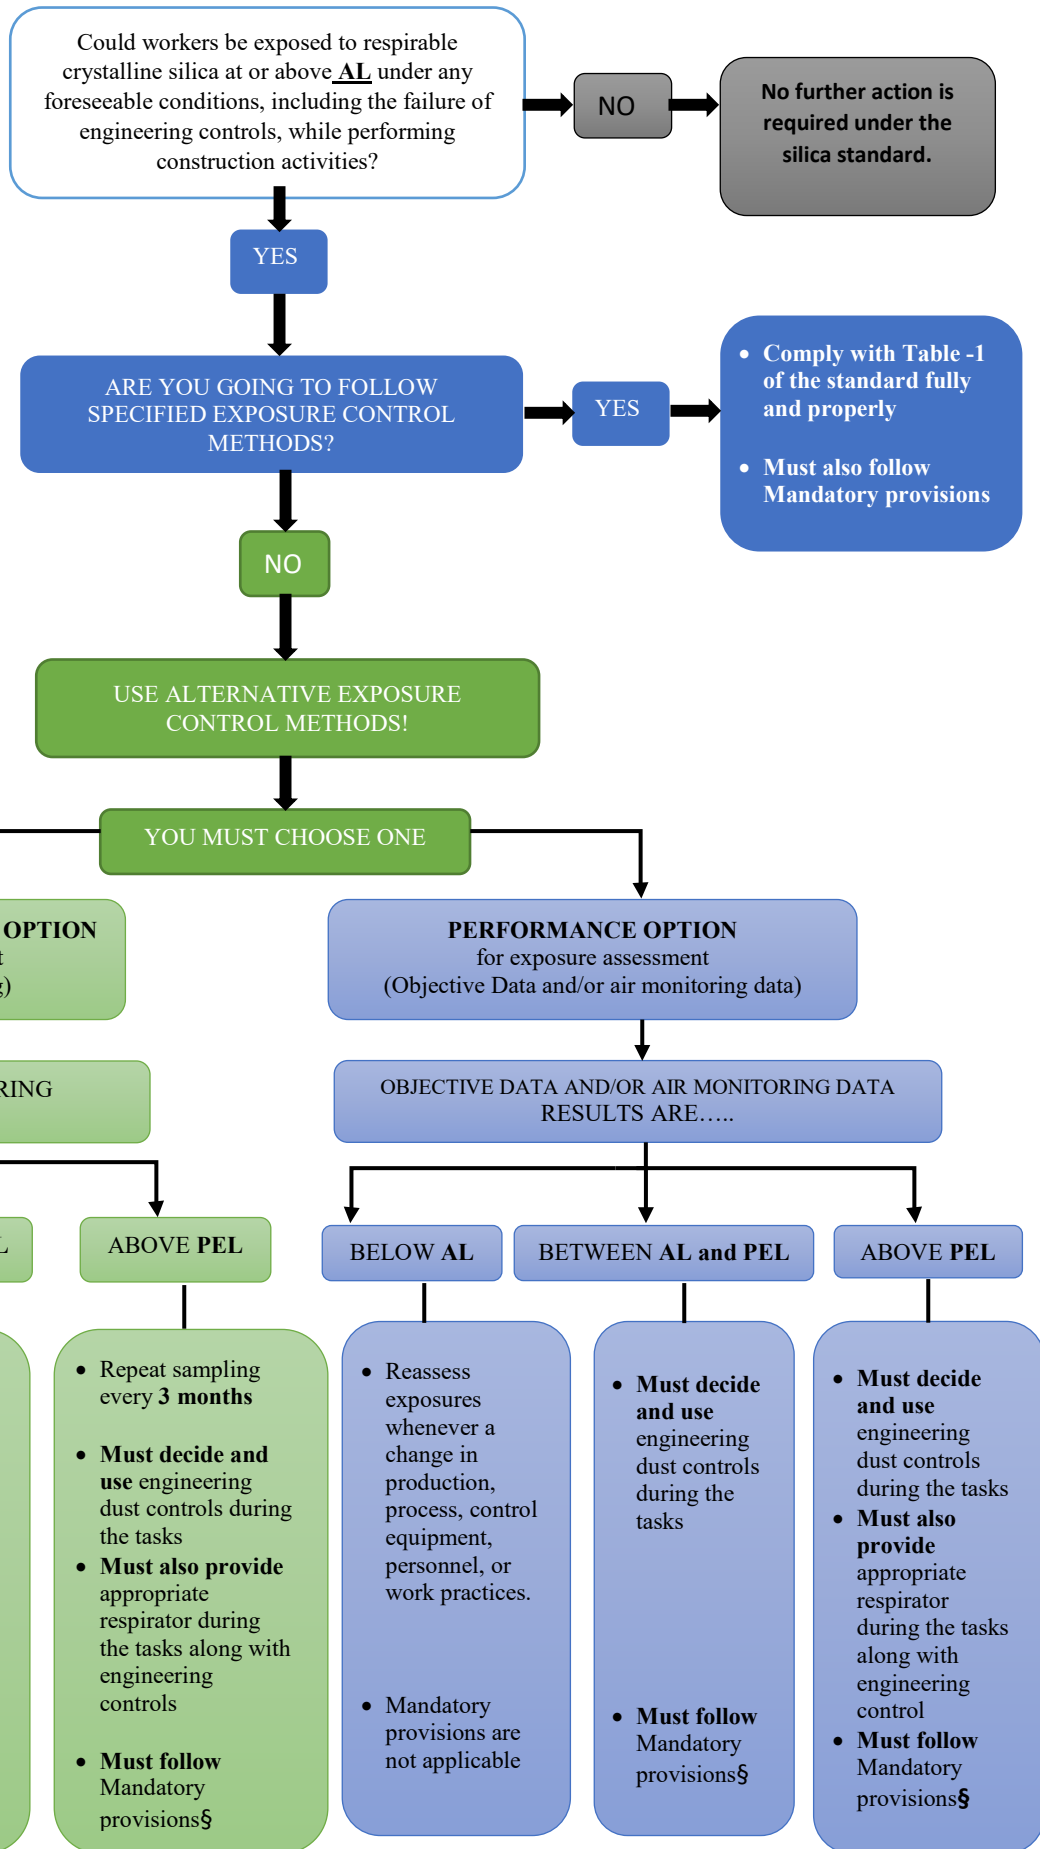 Could workers be exposed to respirable
crystalline silica at or above AL under any
foreseeable conditions, including the failure of
engineering controls, while performing
construction activities?
NO
No further action is
required under the
silica standard.
YES
ARE YOU GOING TO FOLLOW
SPECIFIED EXPOSURE CONTROL
METHODS?
YES
• Comply with Table -1
of the standard fully
and properly
• Must also follow
Mandatory provisions
NO
USE ALTERNATIVE EXPOSURE
CONTROL METHODS!
YOU MUST CHOOSE ONE
OPTION
PERFORMANCE OPTION
for exposure assessment
(Objective Data and/or air monitoring data)
OBJECTIVE DATA AND/OR AIR MONITORING DATA
RESULTS ARE…..
ABOVE PEL
BELOW AL
BETWEEN AL and PEL
ABOVE PEL
• Repeat sampling
every 3 months
• Must decide and
use engineering
dust controls during
the tasks
• Must also provide
appropriate
respirator during
the tasks along with
engineering
controls
• Must follow
Mandatory
provisions§
• Reassess
exposures
whenever a
change in
production,
process, control
equipment,
personnel, or
work practices.
• Mandatory
provisions are
not applicable
• Must decide
and use
engineering
dust controls
during the
tasks
• Must follow
Mandatory
provisions§
• Must decide
and use
engineering
dust controls
during the tasks
• Must also
provide
appropriate
respirator
during the tasks
along with
engineering
control
• Must follow
Mandatory
provisions§